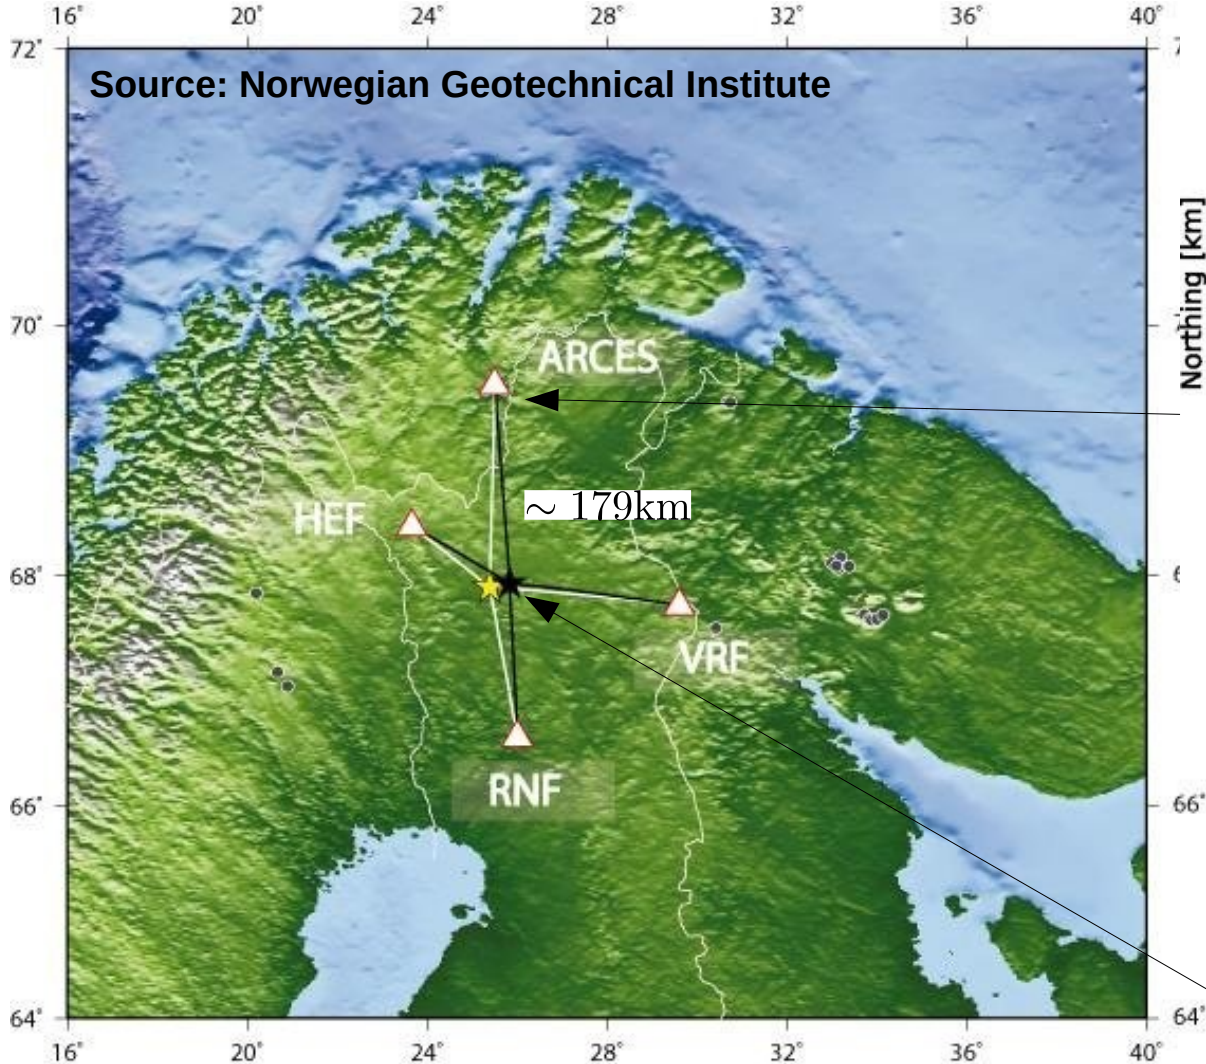 16° 20° 24° 28° 32° 36° 40°
72°
Source: Norwegian Geotechnical Institute
Northing [km]
70°
ARCES
HEF
∼ 179km
68°
VRF
RNF
66° 66°
64° 64°
16° 20° 24° 28° 32° 36° 40°